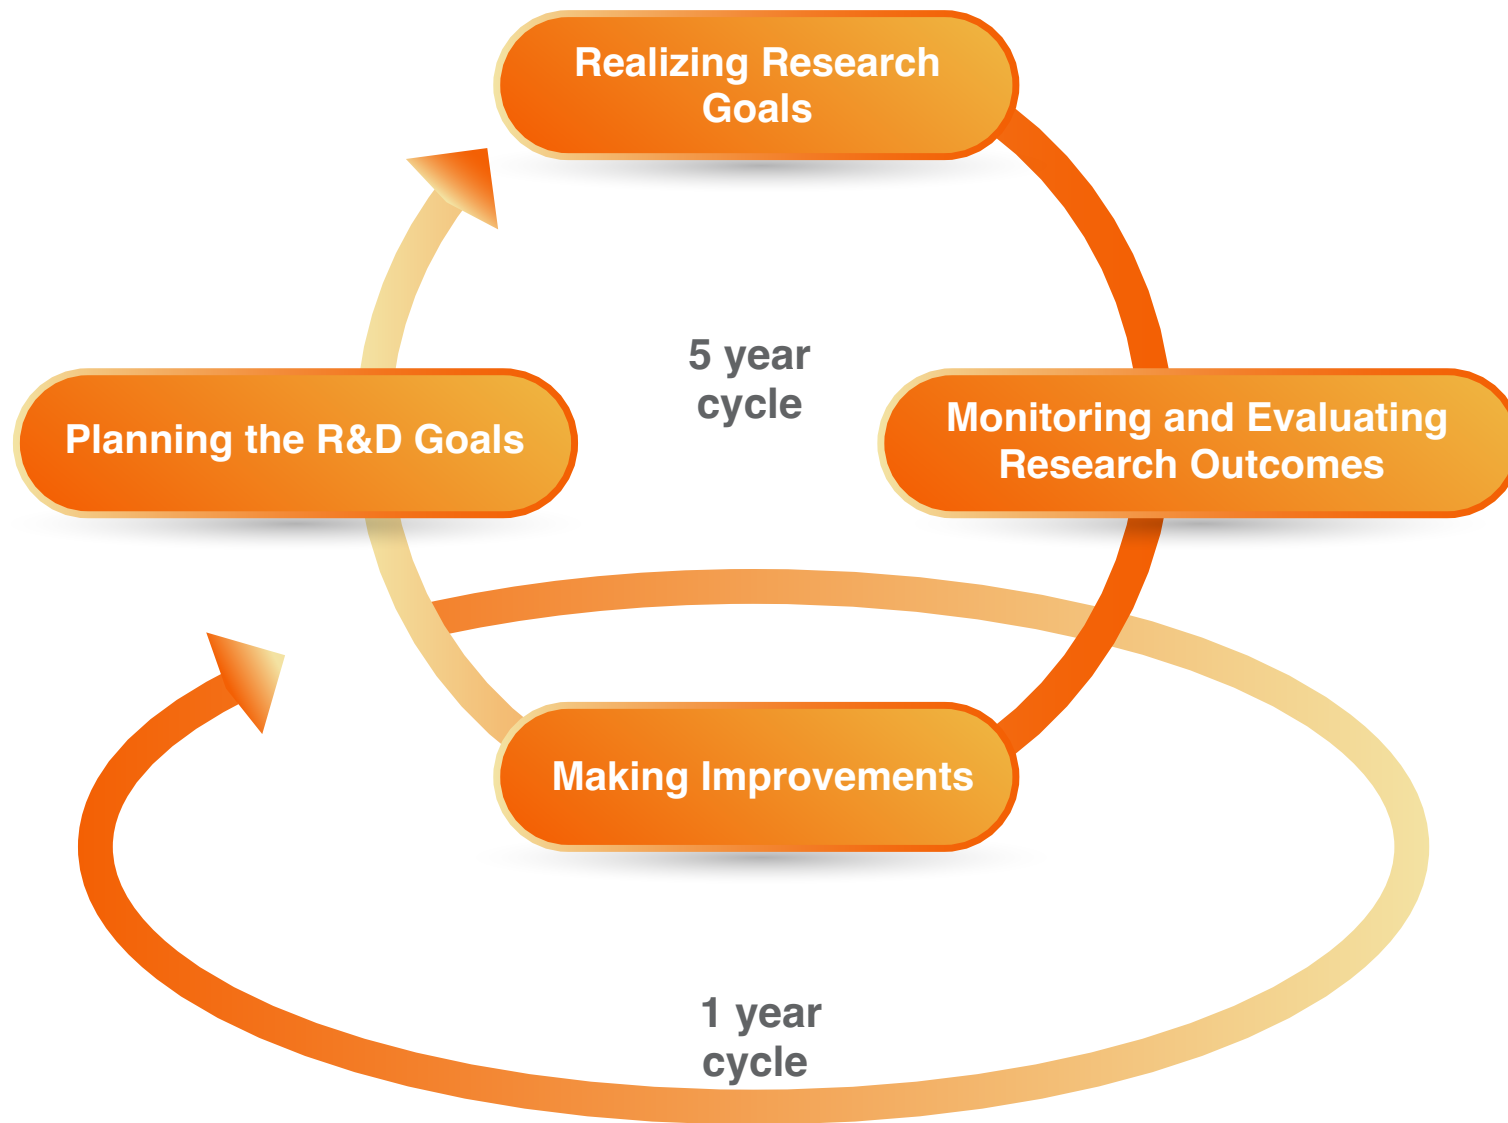 Realizing Research
Goals
5 year
cycle
Planning the R&D Goals
Monitoring and Evaluating
Research Outcomes
Making Improvements
1 year
cycle